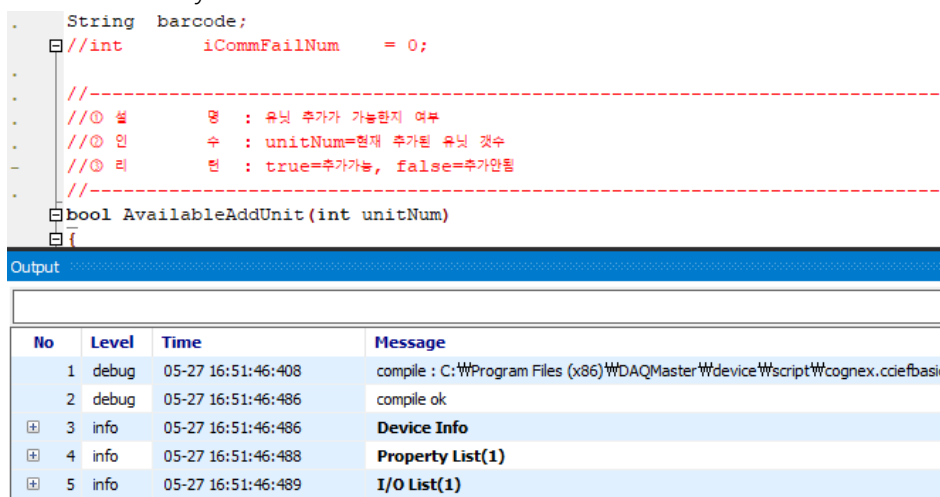 String barcode;
//int iCommFailNum = 0;
//--------------------------------------------------------------------------------
//① 설 명 : 유닛 추가가 가능한지 여부
//② 인 수 : unitNum=현재 추가된 유닛 갯수
//③ 리 턴 : true=추가가능, false=추가안됨
//--------------------------------------------------------------------------------
bool AvailableAddUnit(int unitNum)
{
Output
No Level Time Message
1 debug 05-27 16:51:46:408 compile : C:₩Program Files (x86)₩DAQMaster₩device₩script₩cognex.cciefbasi
2 debug 05-27 16:51:46:486 compile ok
3 info 05-27 16:51:46:486 Device Info
4 info 05-27 16:51:46:488 Property List(1)
5 info 05-27 16:51:46:489 I/O List(1)